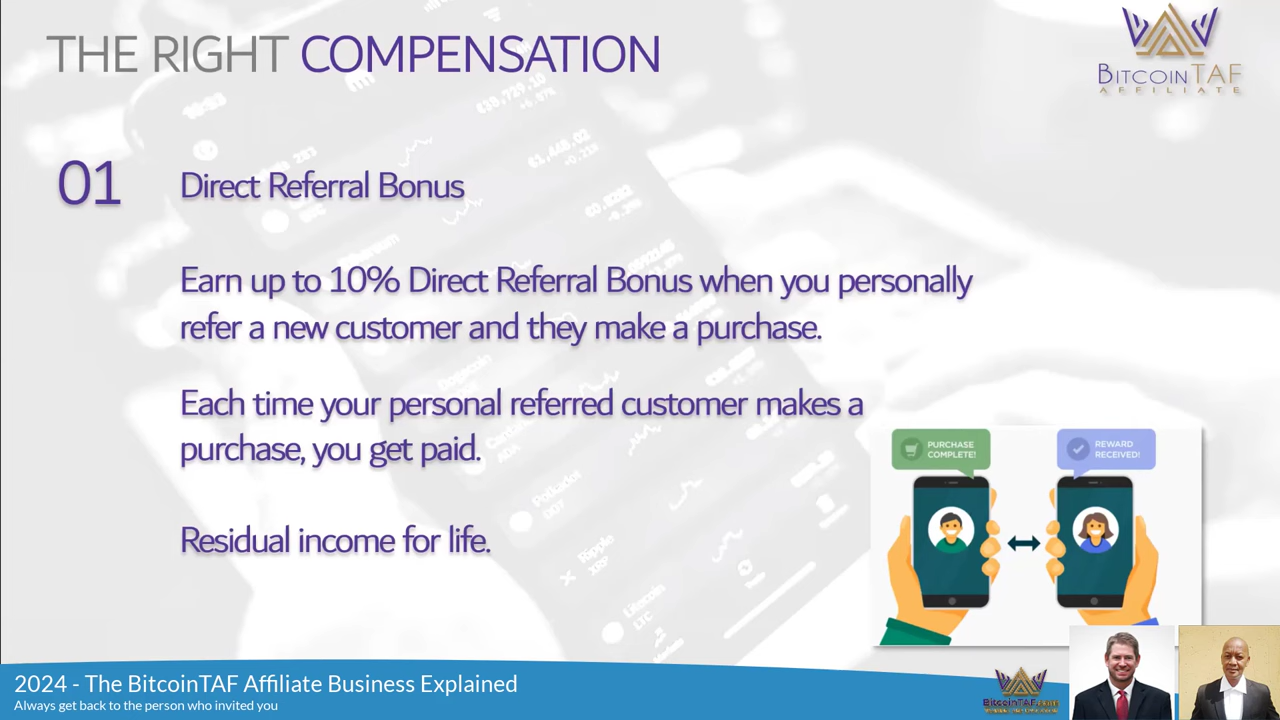 THE RIGHT COMPENSATION
BITCOINTAF
AFFILIATE
01
Direct Referral Bonus
Earn up to 10% Direct Referral Bonus when you personally
refer a new customer and they make a purchase.
Each time your personal referred customer makes a
purchase, you get paid.
PURCHASE
COMPLETE!
REWARD
RECEIVED!
Residual income for life.
2024 - The BitcoinTAF Affiliate Business Explained
Always get back to the person who invited you